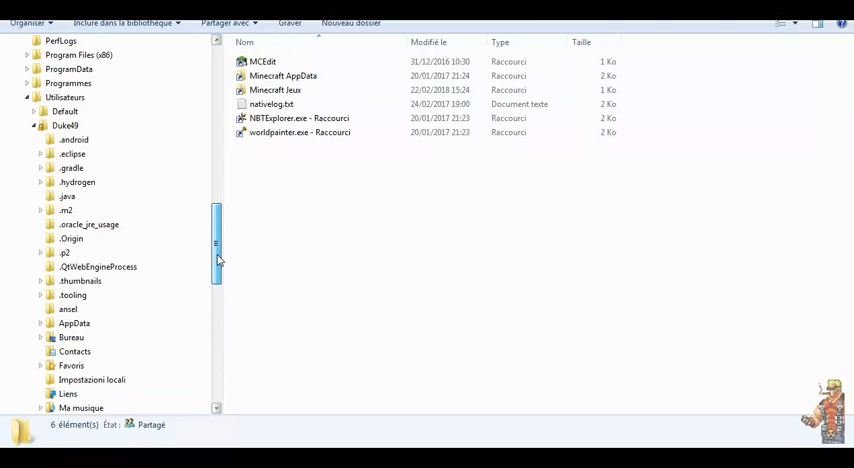 Organiser Inclure dans la bibliothèque Partager avec Graver Nouveau dossier
Nom Modifié le Type Taille
PerfLogs
Program Files (x86)
ProgramData
Programmes
Utilisateurs
Default
Duke49
.android
.eclipse
.gradle
.hydrogen
.java
.m2
.oracle_jre_usage
.Origin
.p2
.QtWebEngineProcess
.thumbnails
.tooling
ansel
AppData
Bureau
Contacts
Favoris
Impostazioni locali
Liens
Ma musique
MCEdit 31/12/2016 10:30 Raccourci 1 Ko
Minecraft AppData 20/01/2017 21:24 Raccourci 2 Ko
Minecraft Jeux 22/02/2018 15:24 Raccourci 1 Ko
nativelog.txt 24/02/2017 19:00 Document texte 2 Ko
NBTExplorer.exe - Raccourci 20/01/2017 21:23 Raccourci 2 Ko
worldpainter.exe - Raccourci 20/01/2017 21:23 Raccourci 2 Ko
6 élément(s) État : Partagé